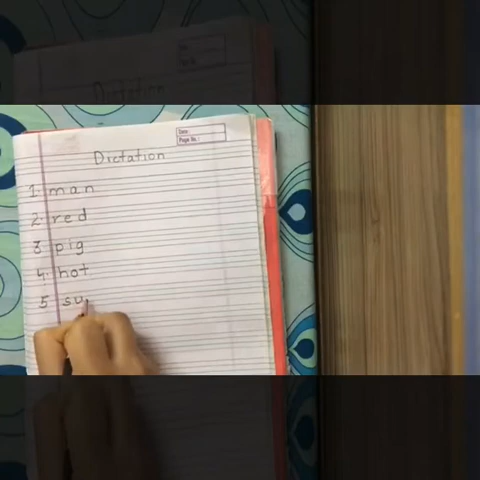 Date:
Page No.:
Dictation
1. man
2. red
3. pig
4. hot
5. su